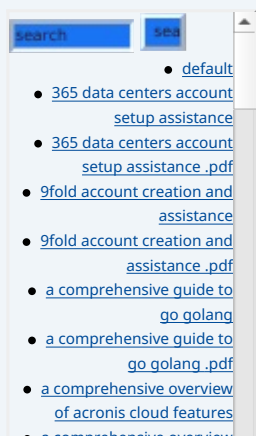 search sea
default
365 data centers account
setup assistance
365 data centers account
setup assistance .pdf
9fold account creation and
assistance
9fold account creation and
assistance .pdf
a comprehensive guide to
go golang
a comprehensive guide to
go golang .pdf
a comprehensive overview
of acronis cloud features
a comprehensive overview